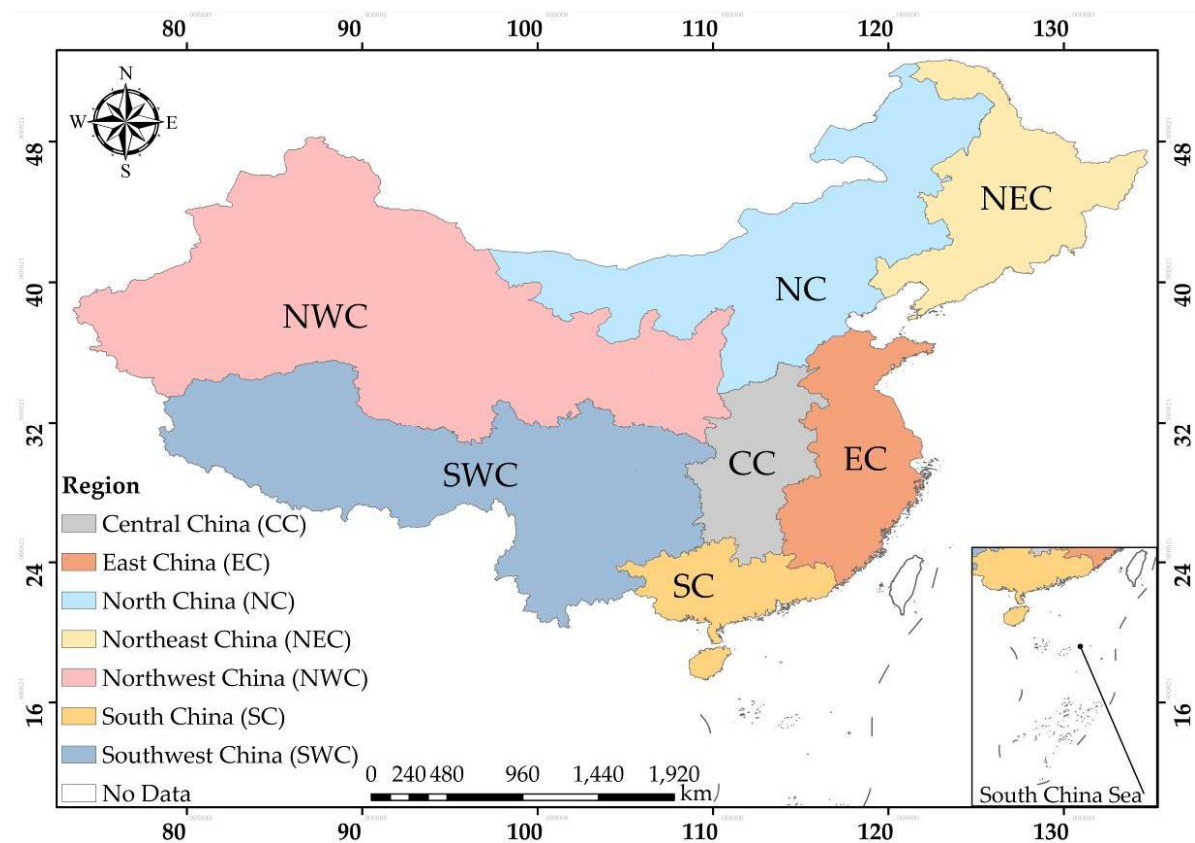 80 90 100 110 120 130
N
W E
S
48 48
NEC
40 40
NC
NWC
32 32
CC EC
SWC
Region
Central China (CC)
East China (EC)
24 24
SC
North China (NC)
Northeast China (NEC)
Northwest China (NWC)
South China (SC)
16 16
Southwest China (SWC)
0 240 480 960 1,440 1,920
No Data
km
South China Sea
80 90 100 110 120 130